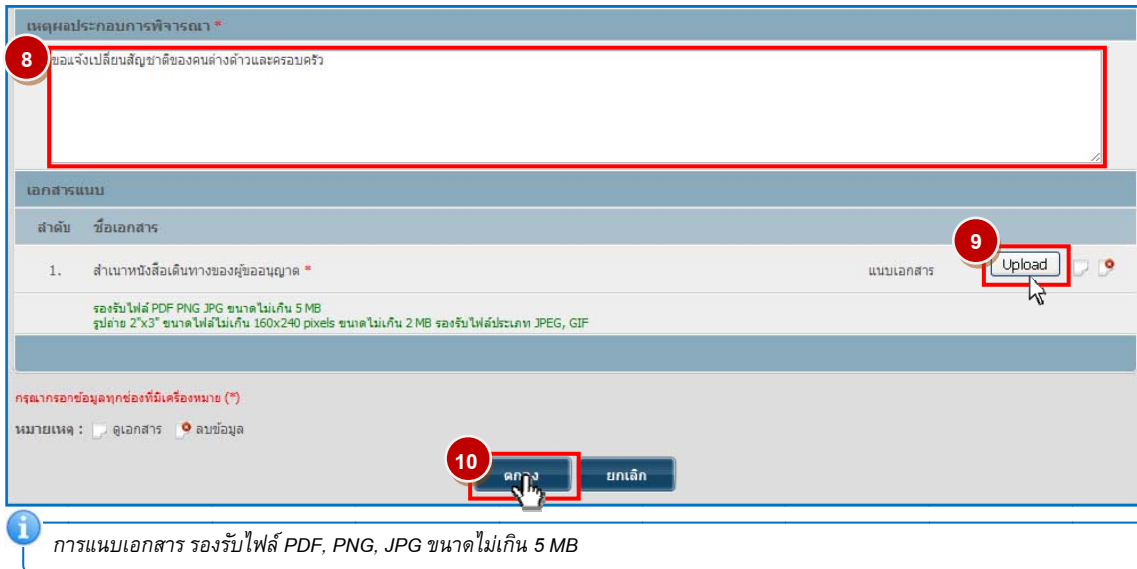 เหตุผลประกอบการพิจารณา *
8 ขอแจ้งเปลี่ยนสัญชาติของคนต่างด้าวและครอบครัว
เอกสารแนบ
ลำดับ ชื่อเอกสาร
9
1. สำเนาหนังสือเดินทางของผู้ขออนุญาต * แนบเอกสาร Upload
รองรับไฟล์ PDF PNG JPG ขนาดไม่เกิน 5 MB
รูปถ่าย 2"x3" ขนาดไฟล์ไม่เกิน 160x240 pixels ขนาดไม่เกิน 2 MB รองรับไฟล์ประเภท JPEG, GIF
กรุณากรอกข้อมูลทุกช่องที่มีเครื่องหมาย (*)
หมายเหตุ : ดูเอกสาร ลบข้อมูล
10
ตกลง ยกเลิก
i
การแนบเอกสาร รองรับไฟล์ PDF, PNG, JPG ขนาดไม่เกิน 5 MB